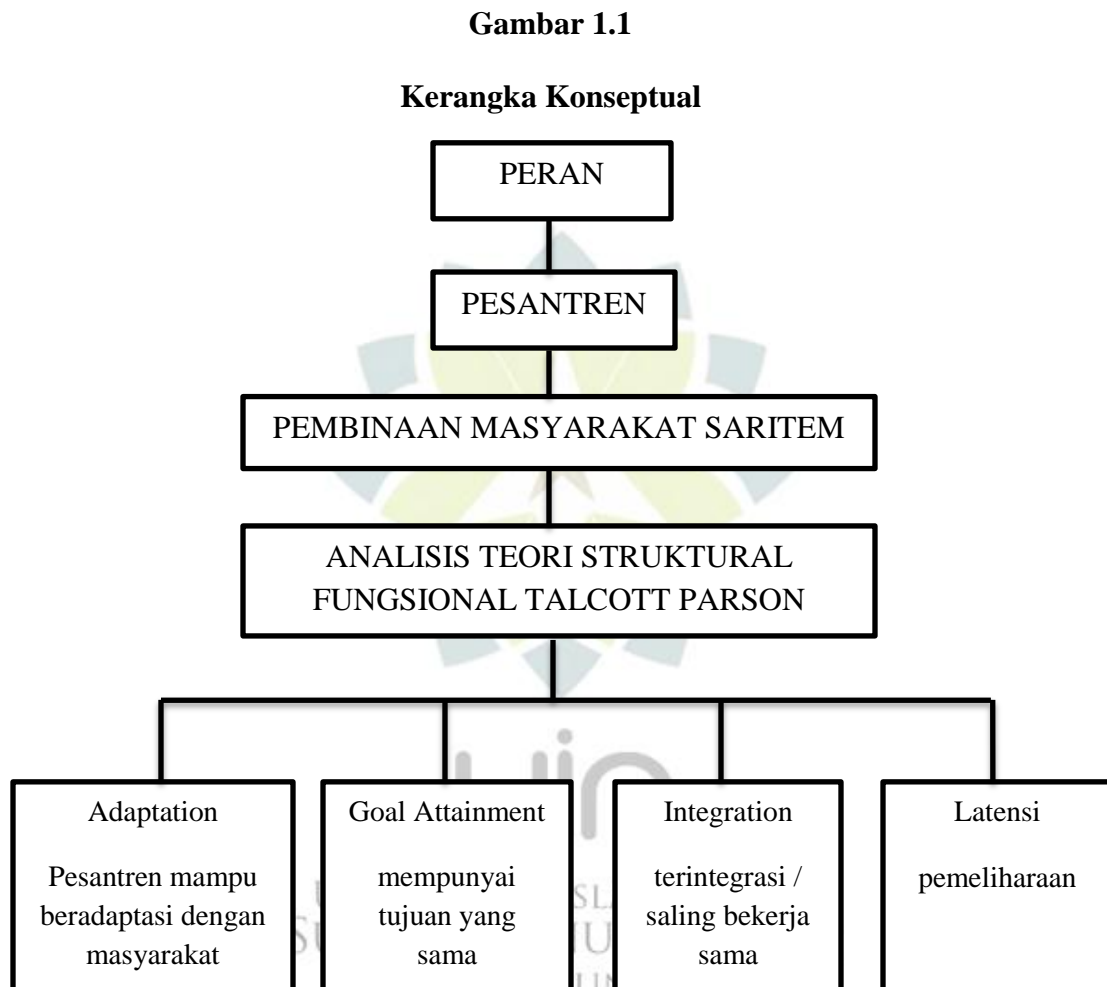 Gambar 1.1
Kerangka Konseptual
PERAN
PESANTREN
PEMBINAAN MASYARAKAT SARITEM
ANALISIS TEORI STRUKTURAL
FUNGSIONAL TALCOTT PARSON
Adaptation
Pesantren mampu
beradaptasi dengan
masyarakat
Goal Attainment
mempunyai
tujuan yang
sama
Integration
terintegrasi /
saling bekerja
sama
Latensi
pemeliharaan